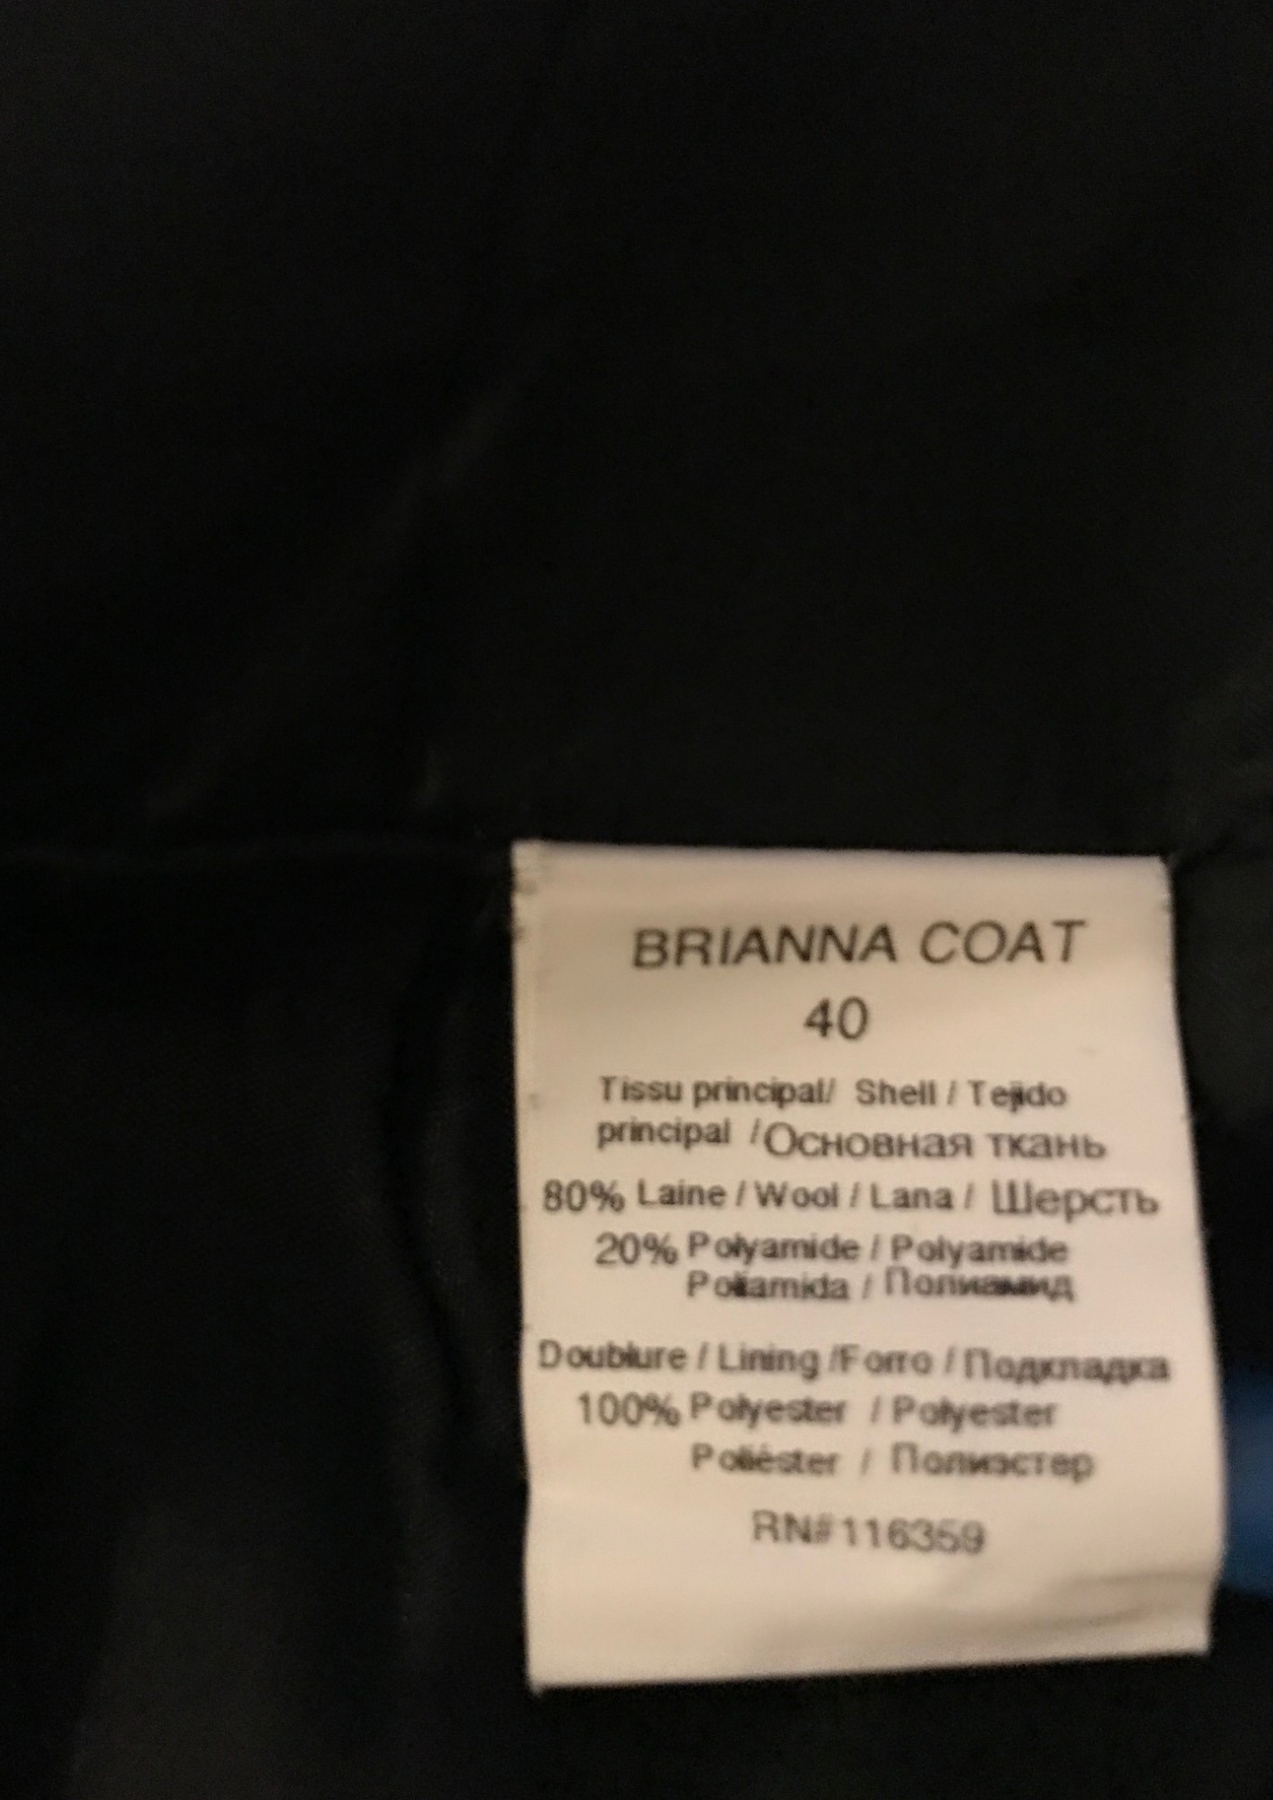 BRIANNA COAT
40
Tissu principal/ Shell / Tejido
principal /Основная ткань
80% Laine / Wool / Lana / Шерсть
20% Polyamide / Polyamide
Poliamida / Полиамид
Doublure / Lining /Forro / Подкладка
100% Polyester / Polyester
Poliéster / Полиэстер
RN#116359